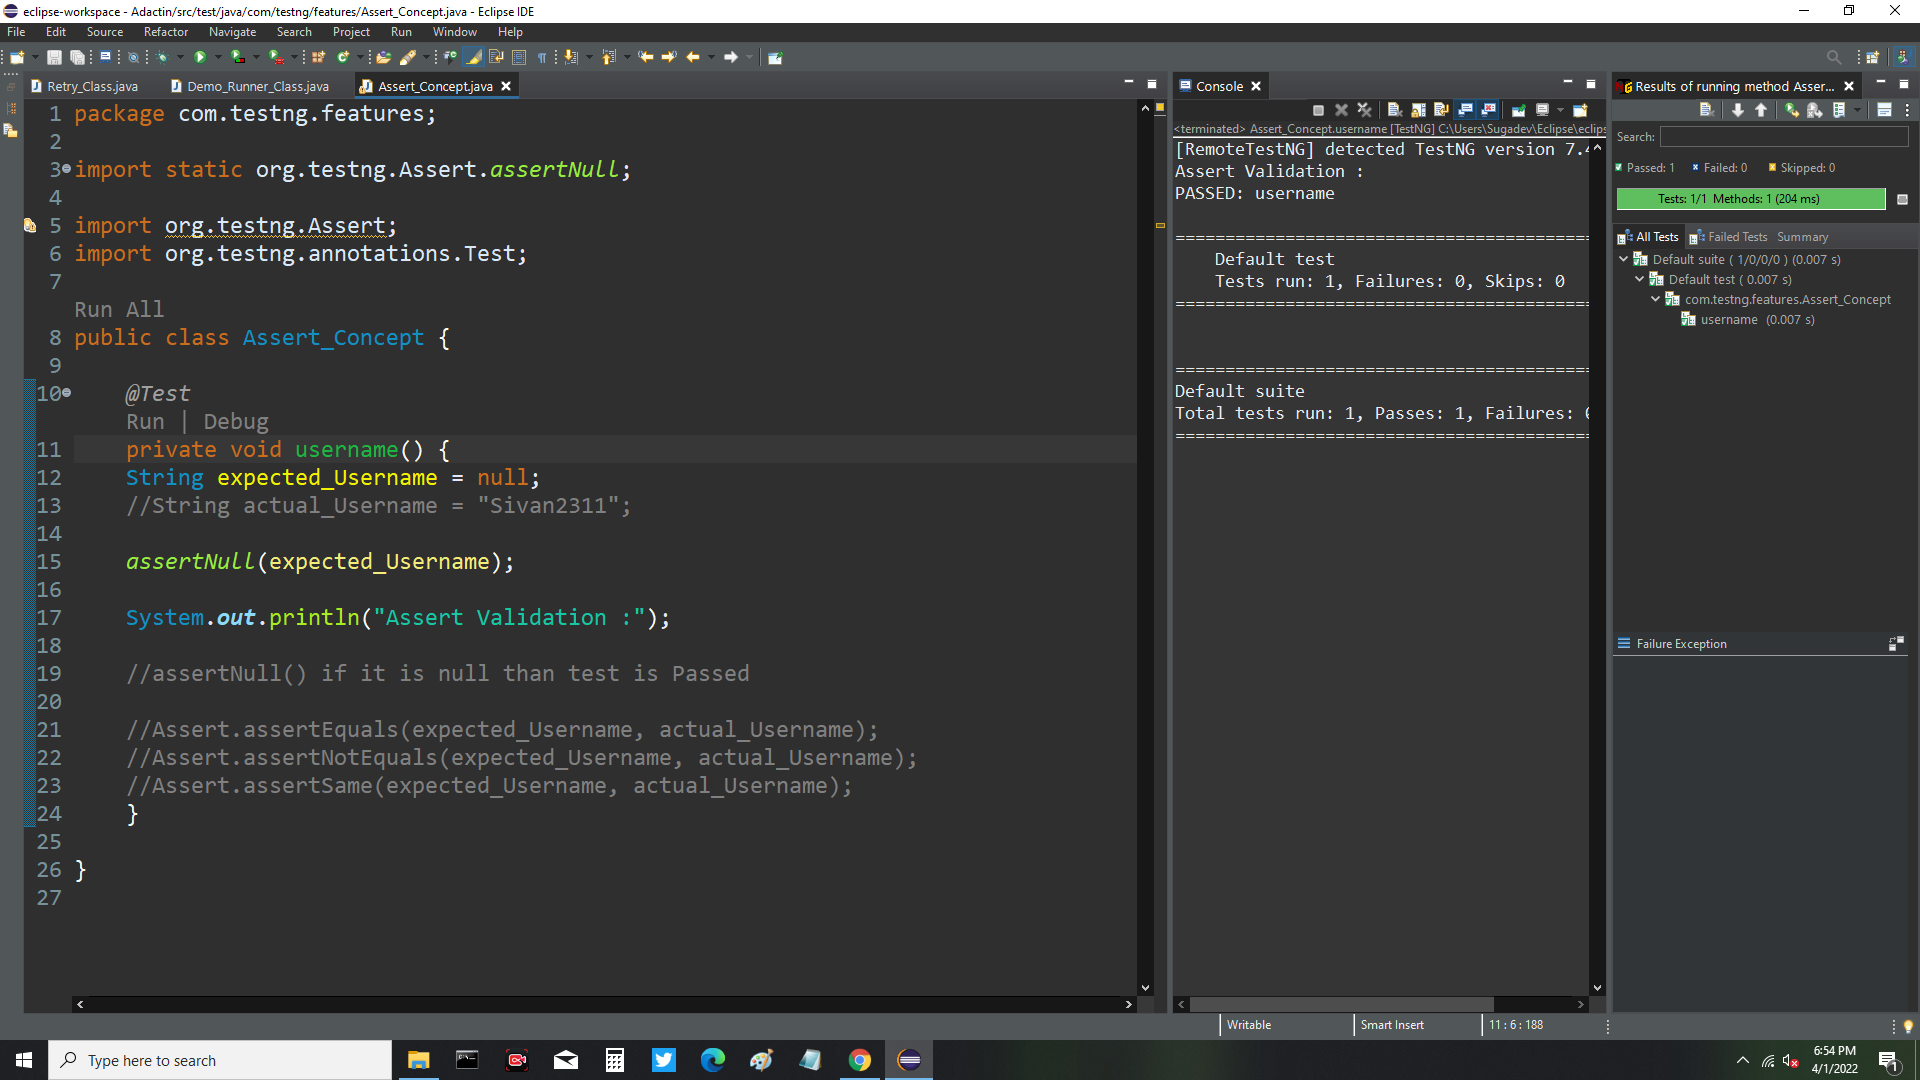 eclipse-workspace - Adactin/src/test/java/com/testng/features/Assert_Concept.java - Eclipse IDE
File Edit Source Refactor Navigate Search Project Run Window Help
Retry_Class.java Demo_Runner_Class.java Assert_Concept.java
1 package com.testng.features;
2
3 import static org.testng.Assert.assertNull;
4
5 import org.testng.Assert;
6 import org.testng.annotations.Test;
7
Run All
8 public class Assert_Concept {
9
10 @Test
Run | Debug
11 private void username() {
12 String expected_Username = null;
13 //String actual_Username = "Sivan2311";
14
15 assertNull(expected_Username);
16
17 System.out.println("Assert Validation :");
18
19 //assertNull() if it is null than test is Passed
20
21 //Assert.assertEquals(expected_Username, actual_Username);
22 //Assert.assertNotEquals(expected_Username, actual_Username);
23 //Assert.assertSame(expected_Username, actual_Username);
24 }
25
26 }
27
Console
<terminated> Assert_Concept.username [TestNG] C:\Users\Sugadev\Eclipse\eclips
[RemoteTestNG] detected TestNG version 7.4
Assert Validation :
PASSED: username
===========================================
Default test
Tests run: 1, Failures: 0, Skips: 0
===========================================
===========================================
Default suite
Total tests run: 1, Passes: 1, Failures: 0
===========================================
Results of running method Asser...
Search:
Passed: 1 Failed: 0 Skipped: 0
Tests: 1/1 Methods: 1 (204 ms)
All Tests Failed Tests Summary
Default suite ( 1/0/0/0 ) (0.007 s)
Default test ( 0.007 s)
com.testng.features.Assert_Concept
username (0.007 s)
Failure Exception
Writable Smart Insert 11 : 6 : 188
Type here to search
6:54 PM
4/1/2022
1